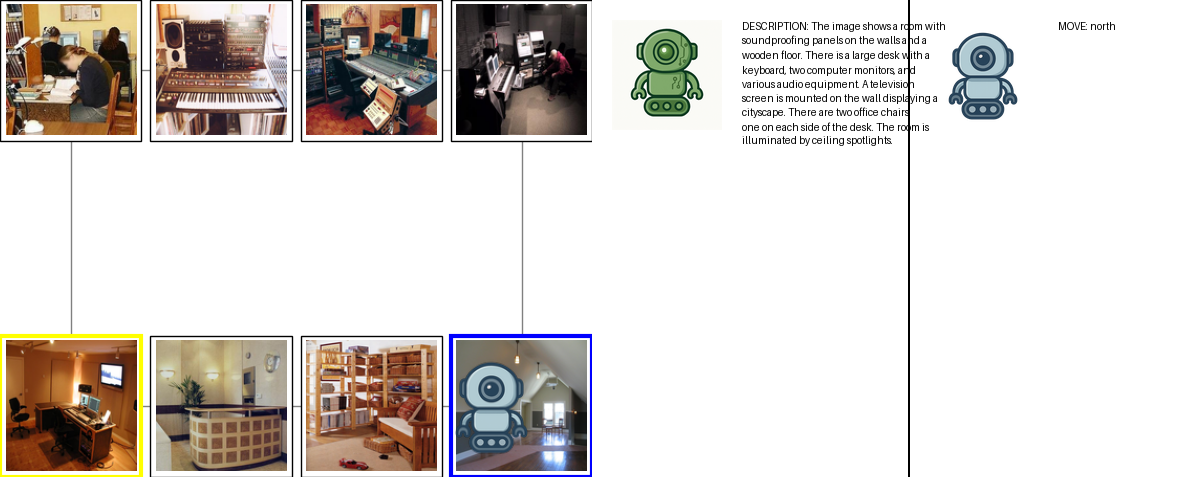 DESCRIPTION: The image shows a room with
soundproofing panels on the walls and a
wooden floor. There is a large desk with a
keyboard, two computer monitors, and
various audio equipment. A television
screen is mounted on the wall displaying a
cityscape. There are two office chairs,
one on each side of the desk. The room is
illuminated by ceiling spotlights.
MOVE: north